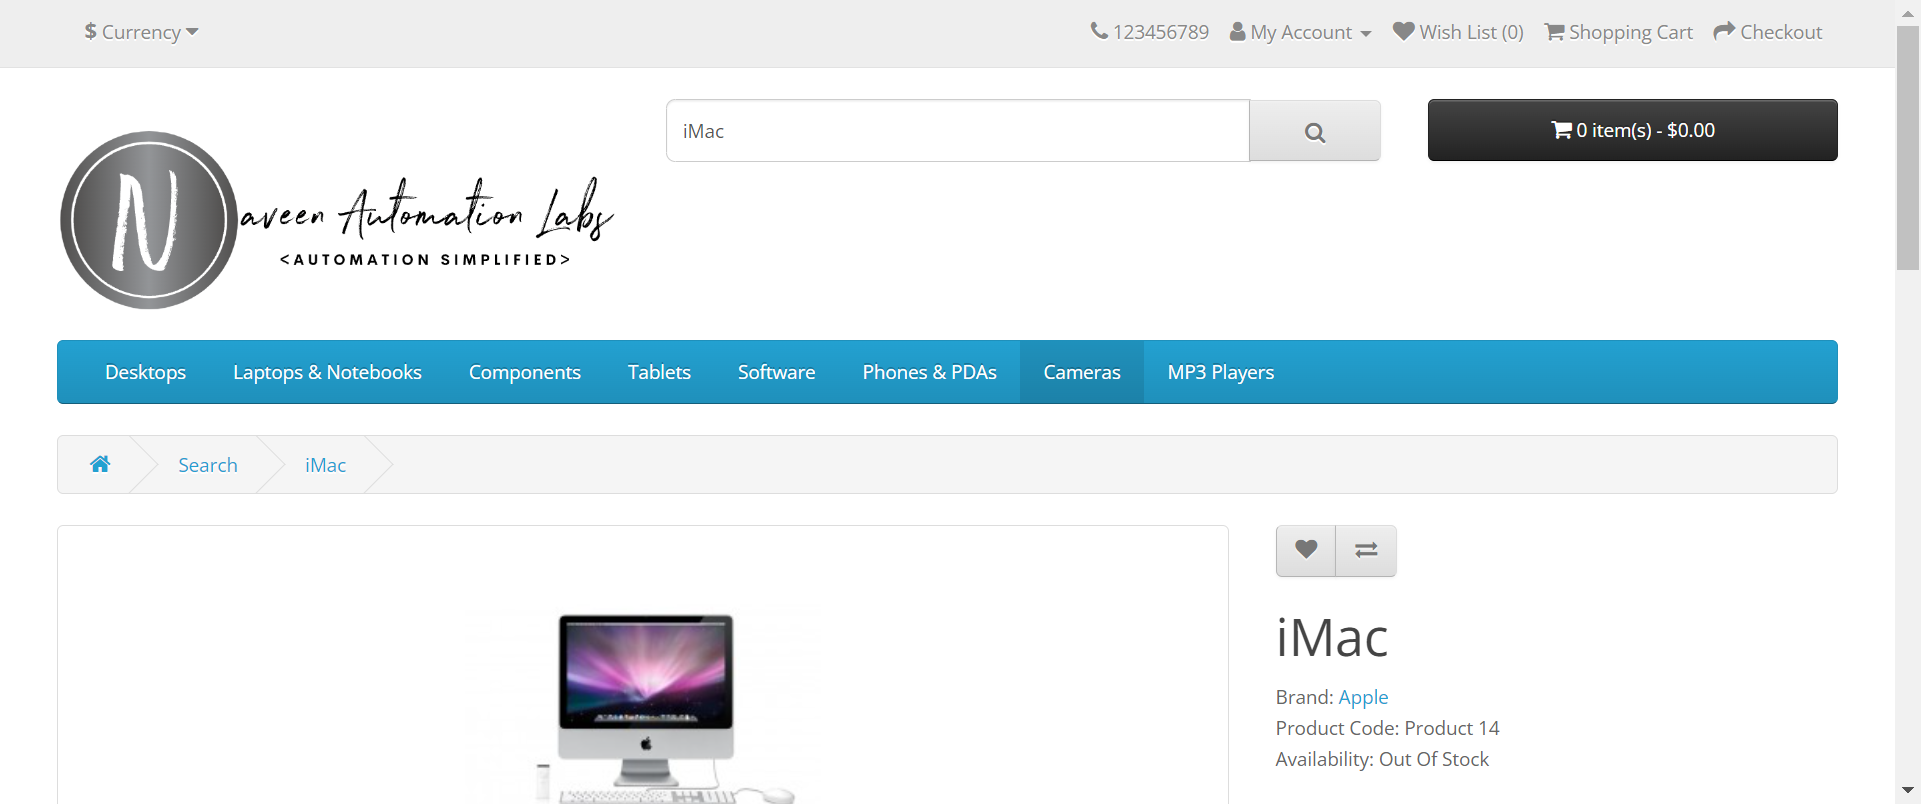 $ Currency
123456789 My Account Wish List (0) Shopping Cart Checkout
iMac
0 item(s) - $0.00
N
aveen Automation Labs
<AUTOMATION SIMPLIFIED>
Desktops Laptops & Notebooks Components Tablets Software Phones & PDAs Cameras MP3 Players
Search iMac
iMac
Brand: Apple
Product Code: Product 14
Availability: Out Of Stock